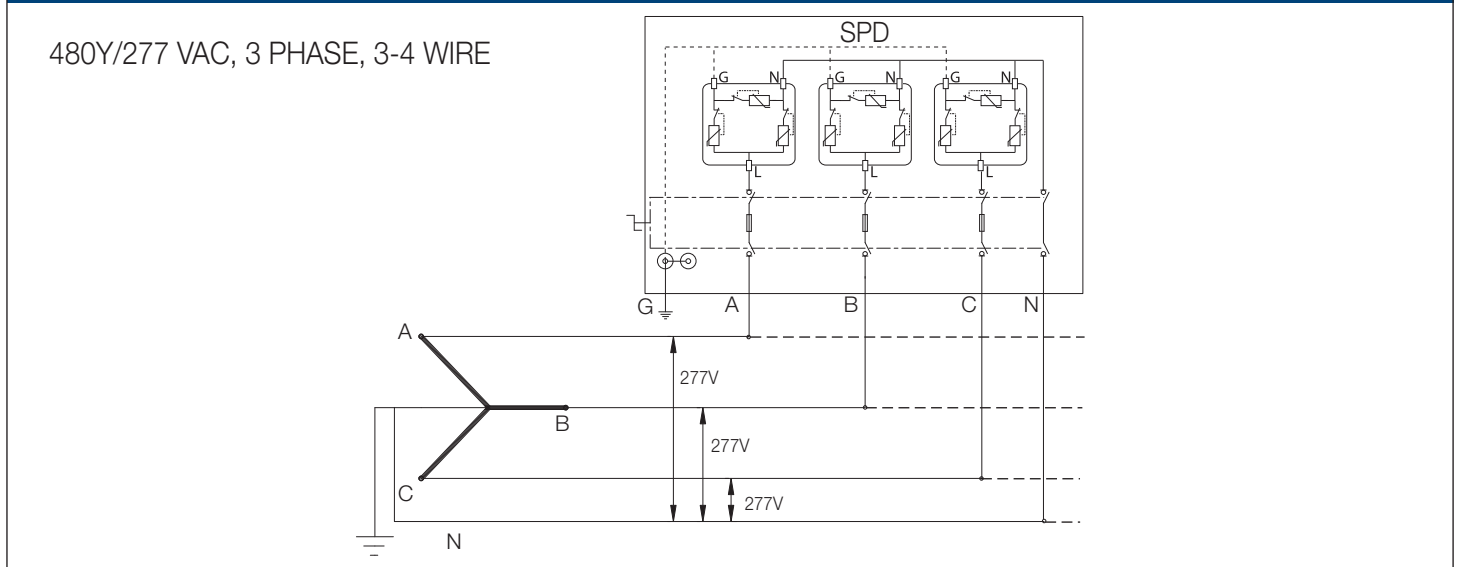 SPD
480Y/277 VAC, 3 PHASE, 3-4 WIRE
G N G N G N
L L L
G A B C N
A
277V
B
277V
C
277V
N